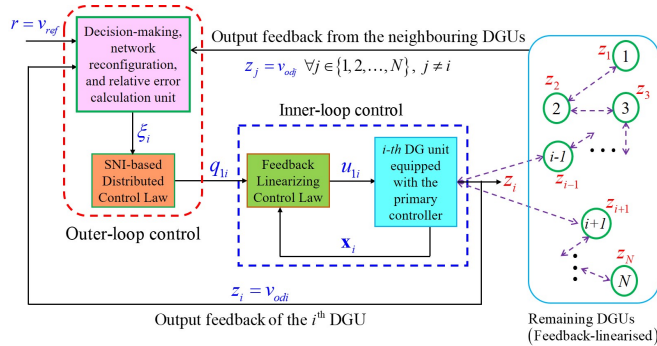 r = v_ref
Decision-making,
network
reconfiguration,
and relative error
calculation unit
Output feedback from the neighbouring DGUs
z_j = v_odj ∀j ∈ {1, 2, ..., N}, j ≠ i
ξ_i
SNI-based
Distributed
Control Law
Outer-loop control
q_1i
Inner-loop control
Feedback
Linearizing
Control Law
u_1i
i-th DG unit
equipped
with the
primary
controller
x_i
z_i
z_i = v_odi
Output feedback of the i^th DGU
z_1
1
z_2
2
z_3
3
i-1
z_i−1
z_i+1
i+1
z_N
N
Remaining DGUs
(Feedback-linearised)